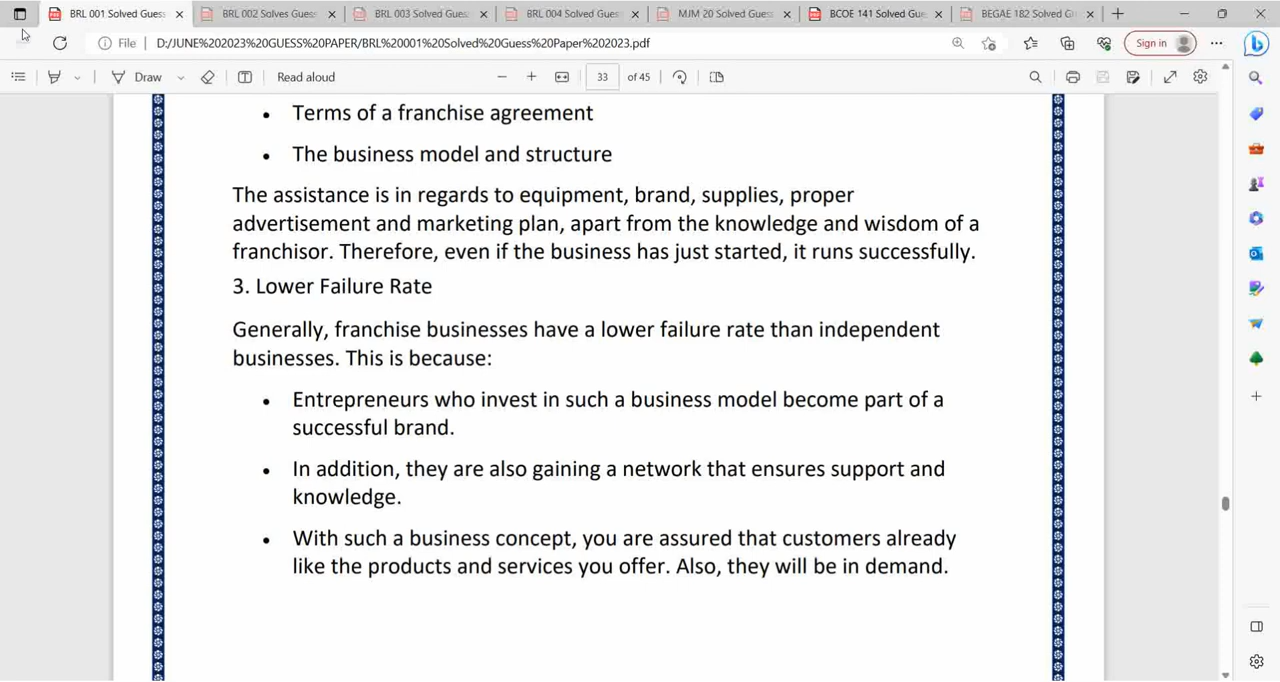 BRL 001 Solved Guess
BRL 002 Solves Guess
BRL 003 Solved Gues
BRL 004 Solved Guess
MJM 20 Solved Guess
BCOE 141 Solved Gu
BEGAE 182 Solved G
File
D:/JUNE%202023%20GUESS%20PAPER/BRL%20001%20Solved%20Guess%20Paper%202023.pdf
Sign in
Draw
Read aloud
33
of 45
• Terms of a franchise agreement
• The business model and structure
The assistance is in regards to equipment, brand, supplies, proper
advertisement and marketing plan, apart from the knowledge and wisdom of a
franchisor. Therefore, even if the business has just started, it runs successfully.
3. Lower Failure Rate
Generally, franchise businesses have a lower failure rate than independent
businesses. This is because:
• Entrepreneurs who invest in such a business model become part of a
successful brand.
• In addition, they are also gaining a network that ensures support and
knowledge.
• With such a business concept, you are assured that customers already
like the products and services you offer. Also, they will be in demand.